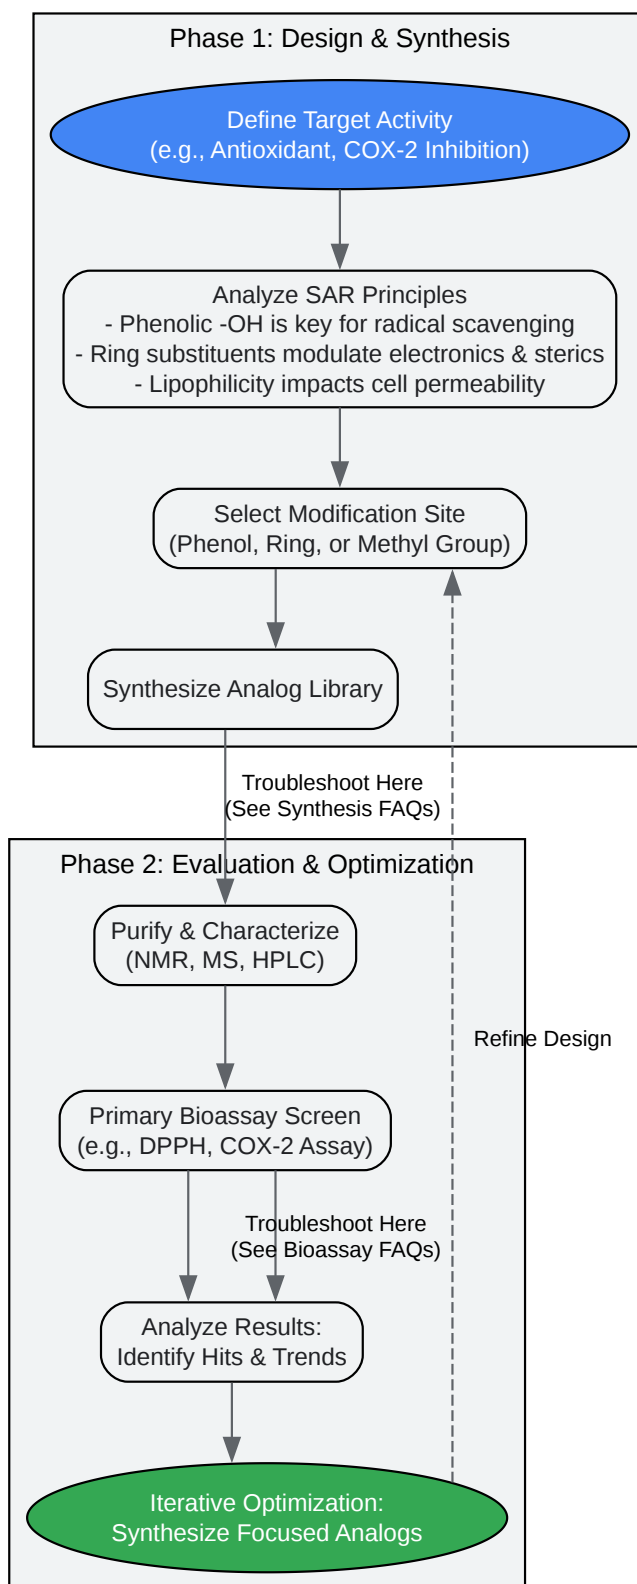 Phase 1: Design & Synthesis
Define Target Activity
(e.g., Antioxidant, COX-2 Inhibition)
Analyze SAR Principles
- Phenolic -OH is key for radical scavenging
- Ring substituents modulate electronics & sterics
- Lipophilicity impacts cell permeability
Select Modification Site
(Phenol, Ring, or Methyl Group)
Synthesize Analog Library
Troubleshoot Here
(See Synthesis FAQs)
Phase 2: Evaluation & Optimization
Purify & Characterize
(NMR, MS, HPLC)
Refine Design
Primary Bioassay Screen
(e.g., DPPH, COX-2 Assay)
Troubleshoot Here
(See Bioassay FAQs)
Analyze Results:
Identify Hits & Trends
Iterative Optimization:
Synthesize Focused Analogs